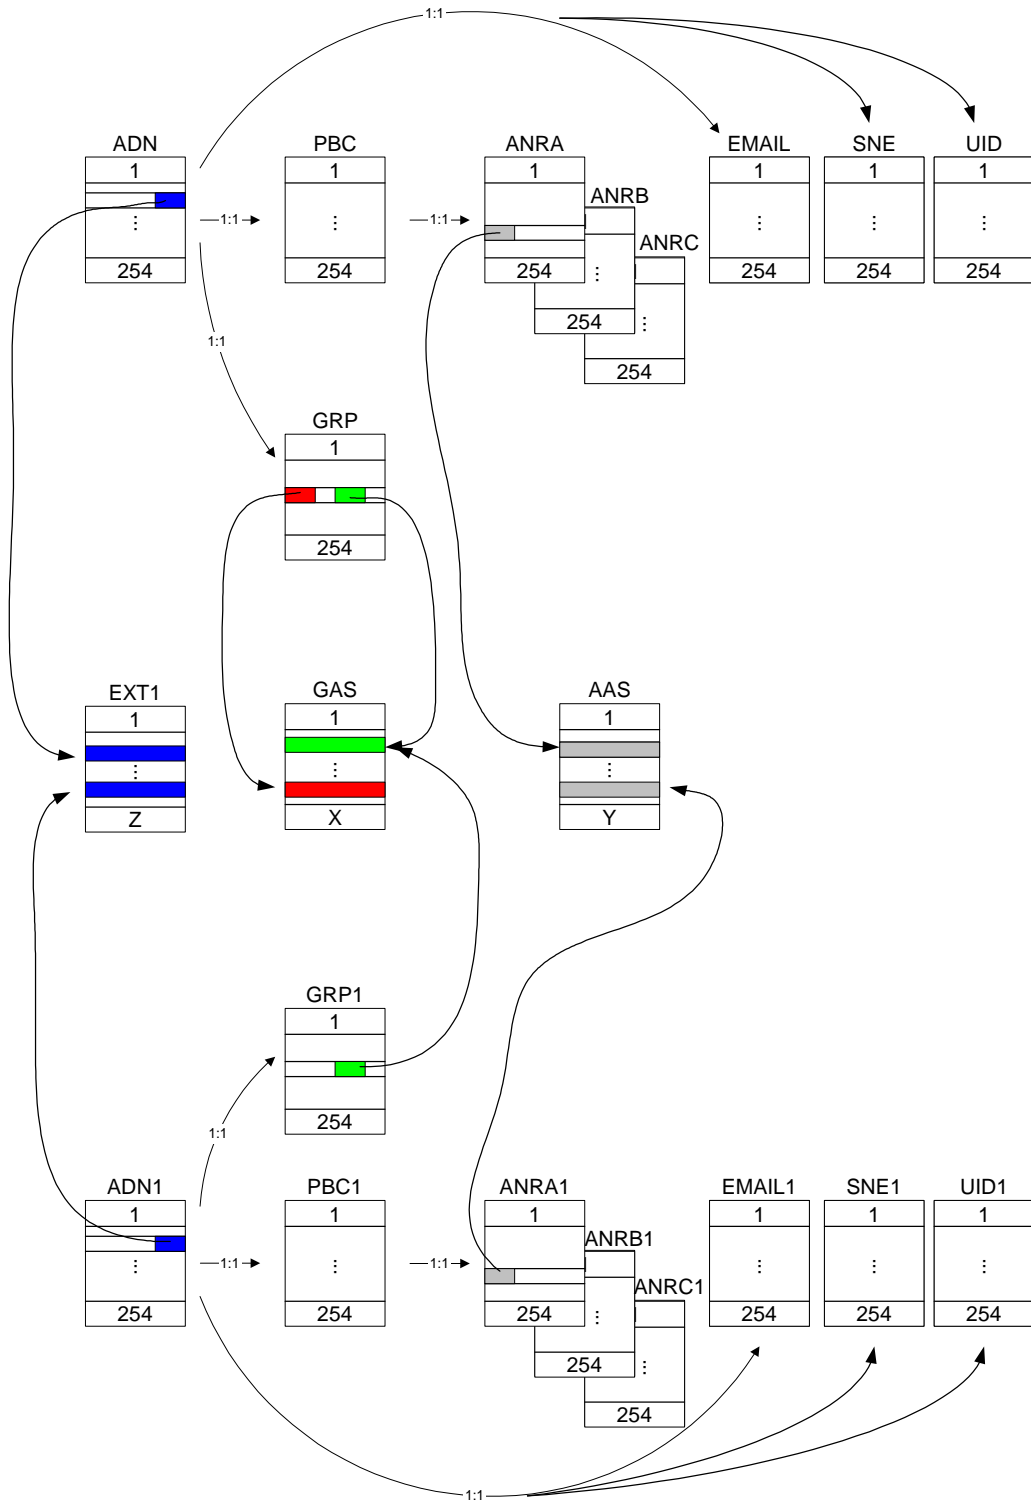 1:1
ADN PBC ANRA EMAIL SNE UID
1 1 1 1 1 1
ANRB
1:1 1:1
⋮ ⋮ ⋮ ⋮ ⋮
ANRC
254 254 254 254 254 254
⋮
254 ⋮
1:1
254
GRP
1
254
EXT1 GAS AAS
1 1 1
⋮ ⋮ ⋮
Z X Y
GRP1
1
254
1:1
ADN1 PBC1 ANRA1 EMAIL1 SNE1 UID1
1 1 1 1 1 1
ANRB1
1:1 1:1
⋮ ⋮ ⋮ ⋮ ⋮
ANRC1
254 254 254 254 254 254
⋮
254 ⋮
254
1:1